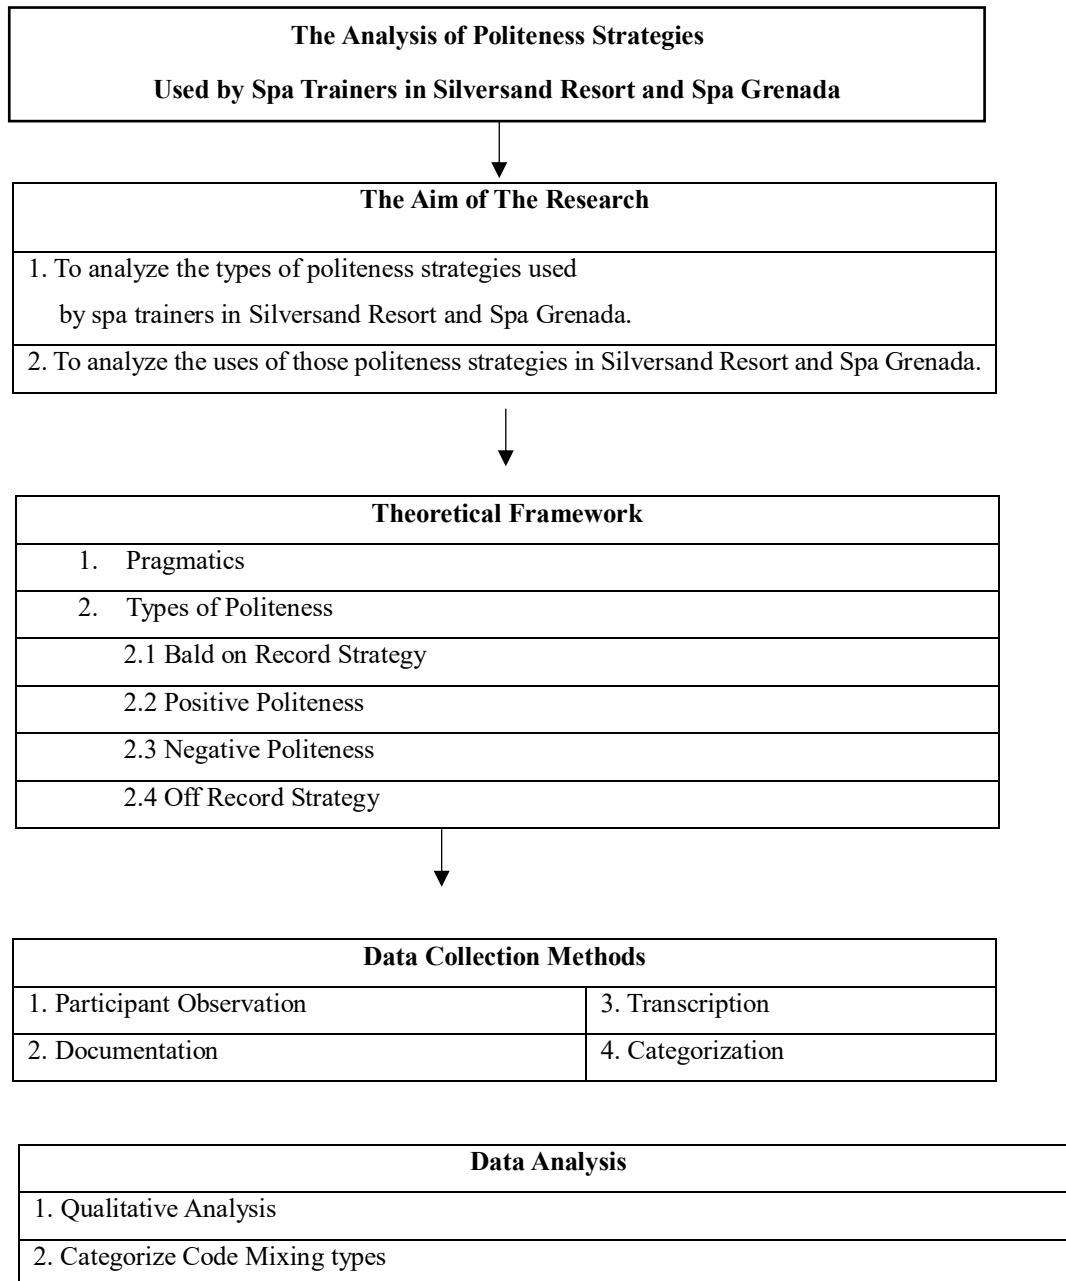 The Analysis of Politeness Strategies
Used by Spa Trainers in Silversand Resort and Spa Grenada
The Aim of The Research
1. To analyze the types of politeness strategies used
by spa trainers in Silversand Resort and Spa Grenada.
2. To analyze the uses of those politeness strategies in Silversand Resort and Spa Grenada.
Theoretical Framework
1. Pragmatics
2. Types of Politeness
2.1 Bald on Record Strategy
2.2 Positive Politeness
2.3 Negative Politeness
2.4 Off Record Strategy
Data Collection Methods
1. Participant Observation
3. Transcription
2. Documentation
4. Categorization
Data Analysis
1. Qualitative Analysis
2. Categorize Code Mixing types